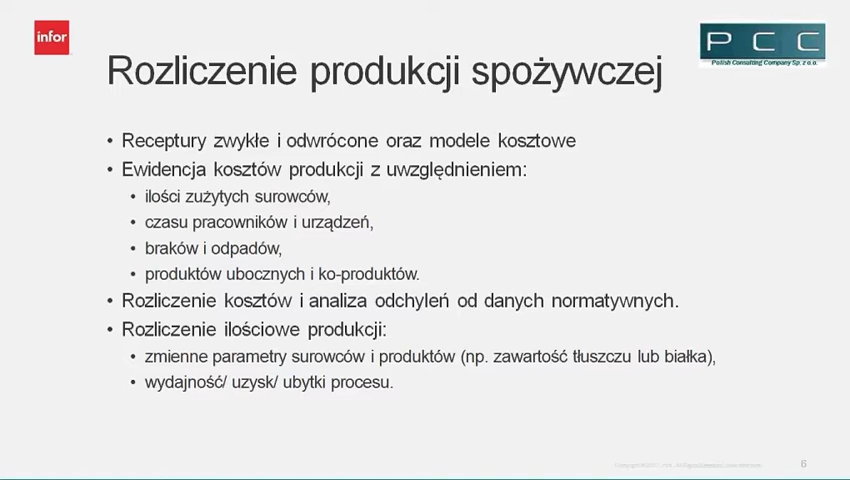 infor
P C C
Polish Consulting Company Sp. z o.o.
Rozliczenie produkcji spożywczej
• Receptury zwykłe i odwrócone oraz modele kosztowe
• Ewidencja kosztów produkcji z uwzględnieniem:
• ilości zużytych surowców,
• czasu pracowników i urządzeń,
• braków i odpadów,
• produktów ubocznych i ko-produktów.
• Rozliczenie kosztów i analiza odchyleń od danych normatywnych.
• Rozliczenie ilościowe produkcji:
• zmienne parametry surowców i produktów (np. zawartość tłuszczu lub białka),
• wydajność/ uzysk/ ubytki procesu.
6